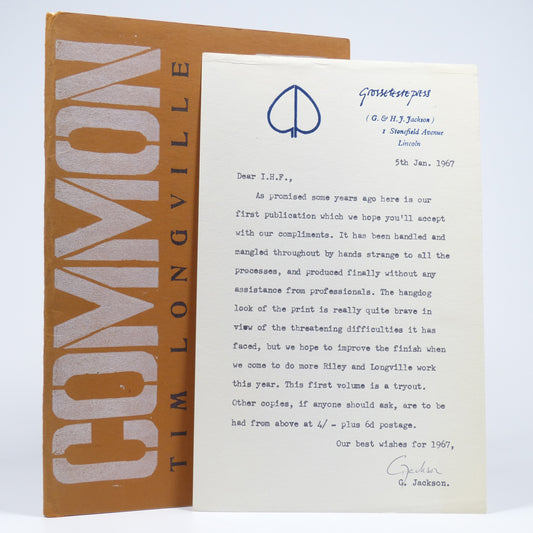 COMMON
TIM LONGVILLE
Grosseteste press
( G. & H. J. Jackson )
1 Stonefield Avenue
Lincoln
5th Jan. 1967
Dear I.H.F.,
As promised some years ago here is our
first publication which we hope you'll accept
with our compliments. It has been handled and
mangled throughout by hands strange to all the
processes, and produced finally without any
assistance from professionals. The hangdog
look of the print is really quite brave in
view of the threatening difficulties it has
faced, but we hope to improve the finish when
we come to do more Riley and Longville work
this year. This first volume is a tryout.
Other copies, if anyone should ask, are to be
had from above at 4/- plus 6d postage.
Our best wishes for 1967,
GJackson
G. Jackson.